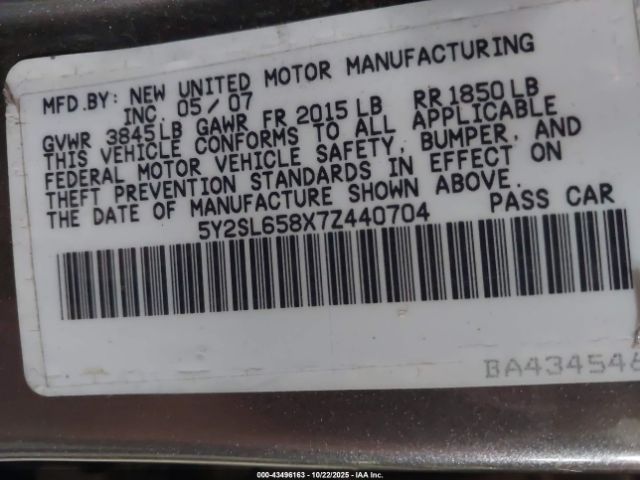 MFD.BY: NEW UNITED MOTOR MANUFACTURING
INC. 05/07
GVWR 3845LB GAWR FR 2015 LB RR 1850 LB
THIS VEHICLE CONFORMS TO ALL APPLICABLE
FEDERAL MOTOR VEHICLE SAFETY, BUMPER, AND
THEFT PREVENTION STANDARDS IN EFFECT ON
THE DATE OF MANUFACTURE SHOWN ABOVE.
5Y2SL658X7Z440704 PASS CAR
BA434546
000-43496163 - 10/22/2025 - IAA Inc.